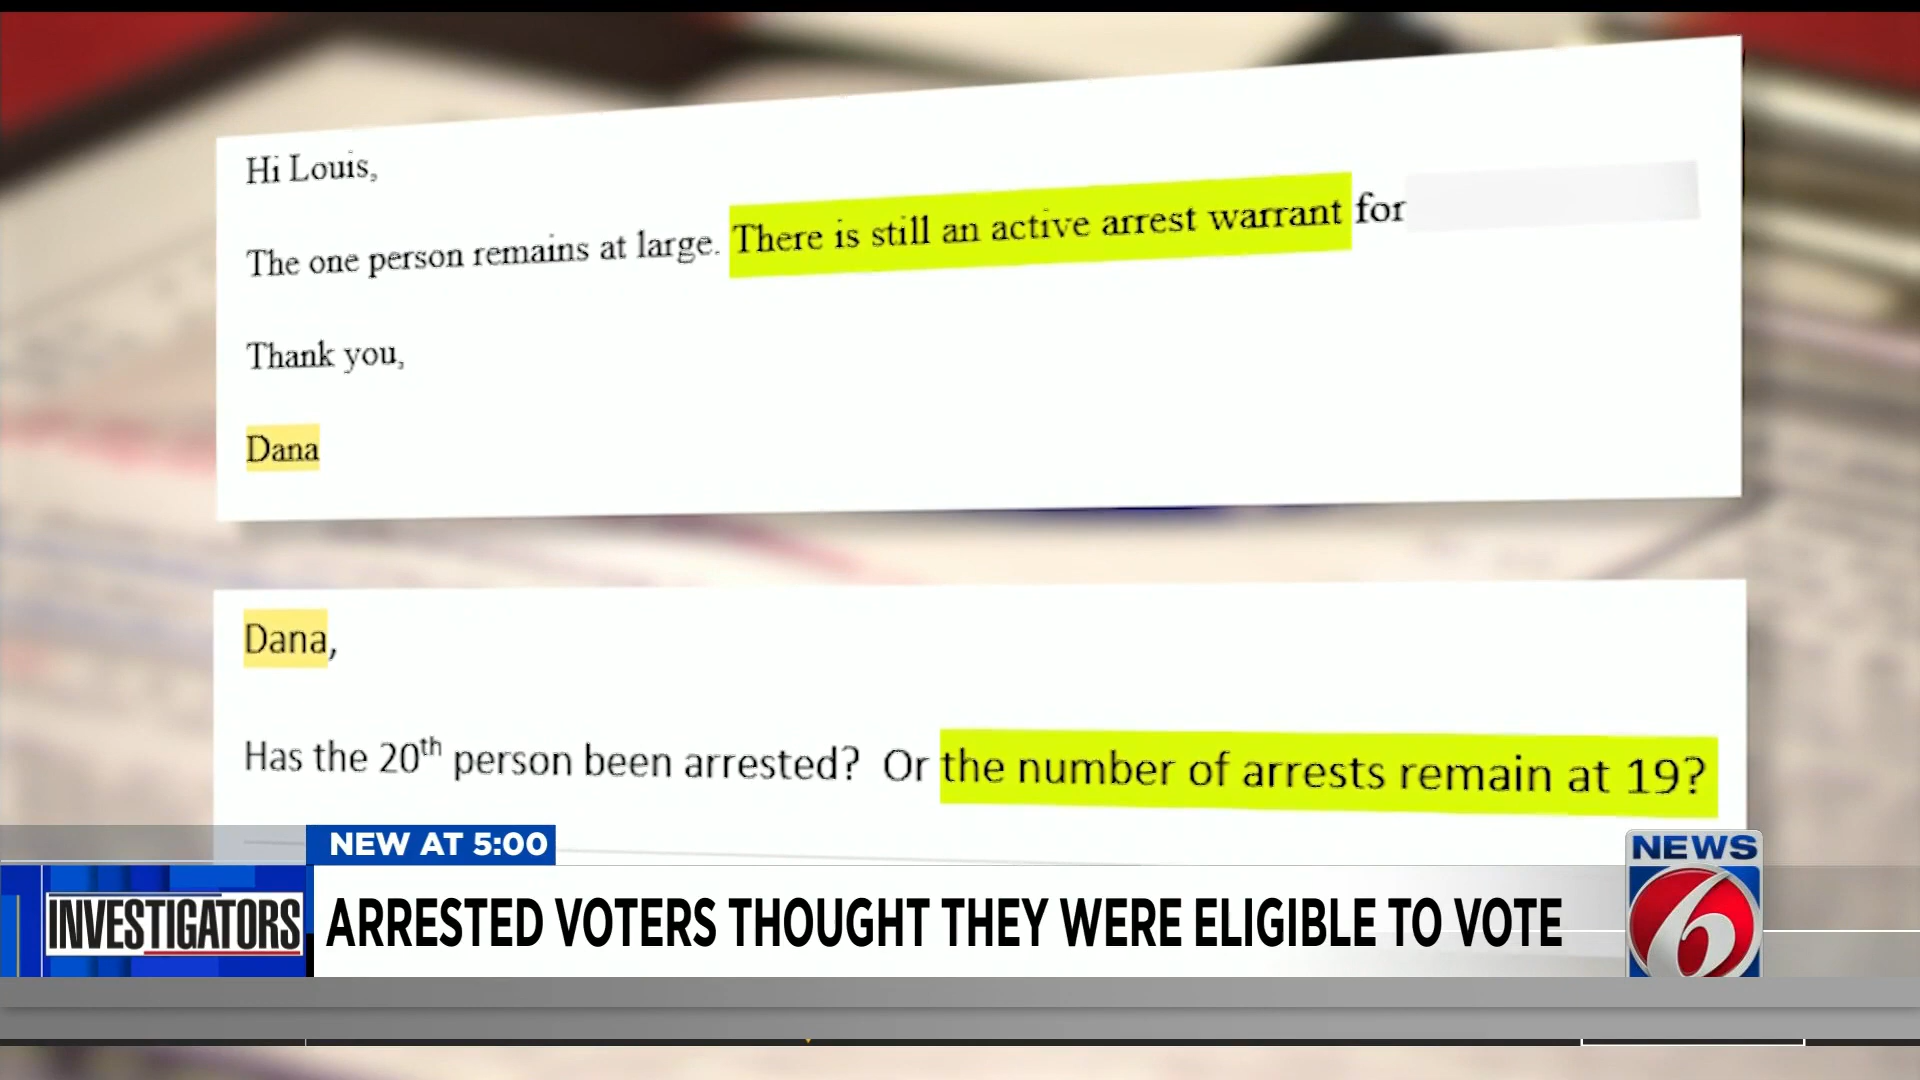 Hi Louis,
The one person remains at large. There is still an active arrest warrant for
Thank you,
Dana
Dana,
Has the 20th person been arrested?  Or the number of arrests remain at 19?
NEW AT 5:00
INVESTIGATORS
ARRESTED VOTERS THOUGHT THEY WERE ELIGIBLE TO VOTE
NEWS
6